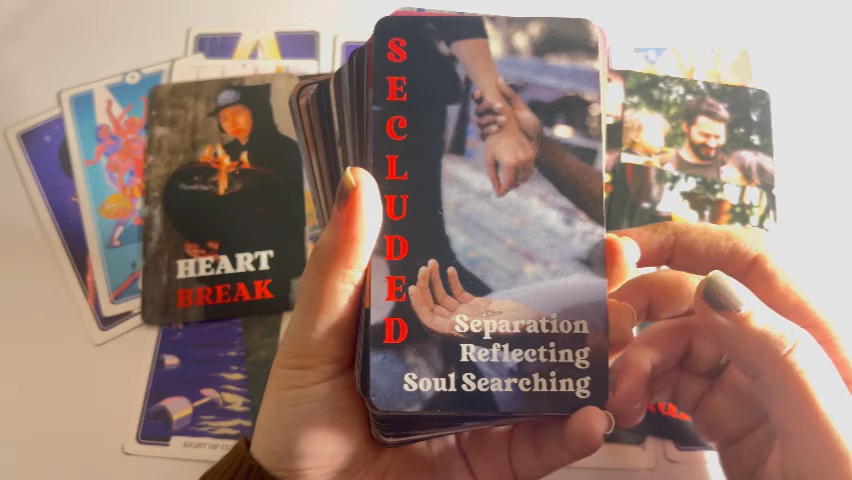 SECLUDED
Separation
Reflecting
Soul Searching
HEART
BREAK